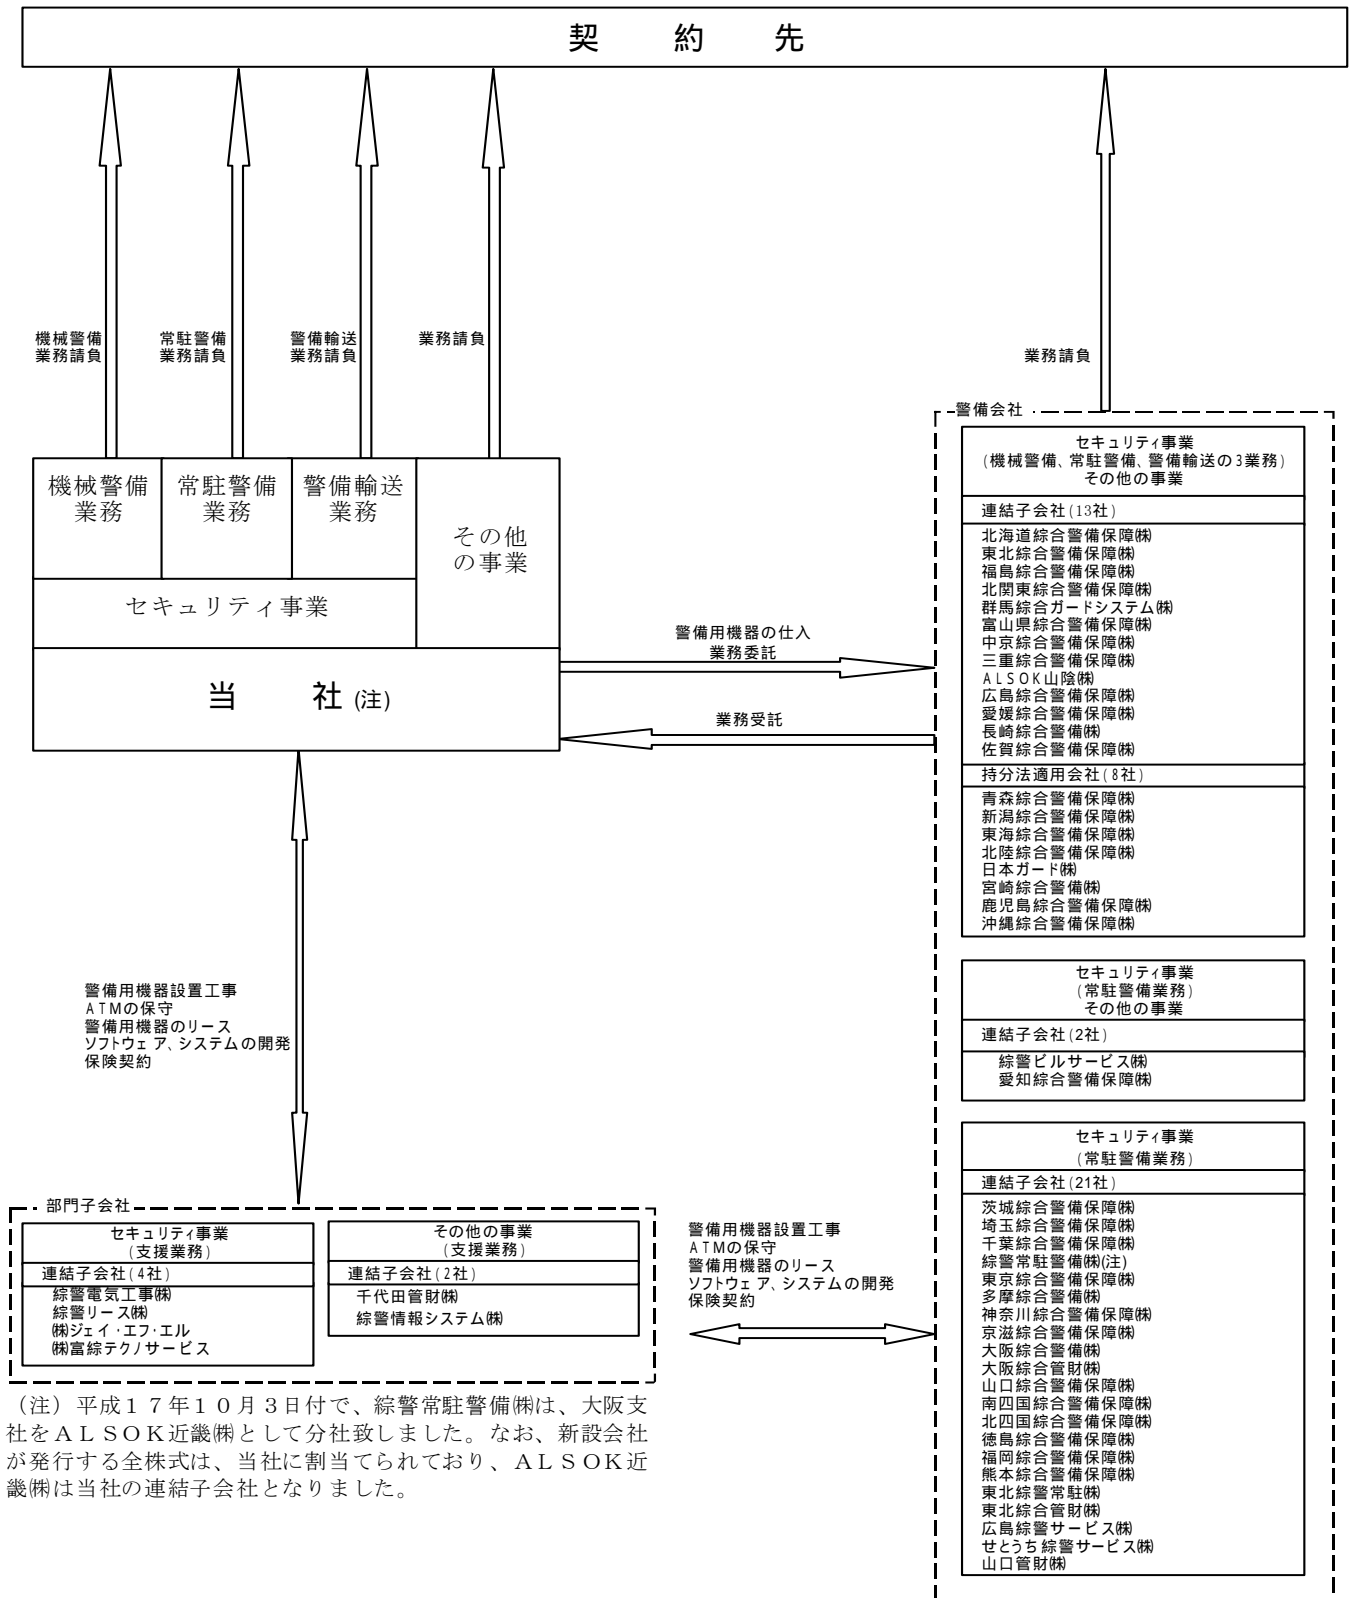 契 約 先
機械警備
業務請負
常駐警備
業務請負
警備輸送
業務請負
業務請負
業務請負
機械警備
業務
常駐警備
業務
警備輸送
業務
その他
の事業
セキュリティ事業
当 社 (注)
警備用機器の仕入
業務委託
業務受託
警備会社
セキュリティ事業
(機械警備、常駐警備、警備輸送の3業務)
その他の事業
連結子会社(13社)
北海道綜合警備保障㈱
東北綜合警備保障㈱
福島綜合警備保障㈱
北関東綜合警備保障㈱
群馬綜合ガードシステム㈱
富山県綜合警備保障㈱
中京綜合警備保障㈱
三重綜合警備保障㈱
ALSOK山陰㈱
広島綜合警備保障㈱
愛媛綜合警備保障㈱
長崎綜合警備㈱
佐賀綜合警備保障㈱
持分法適用会社(8社)
青森綜合警備保障㈱
新潟綜合警備保障㈱
東海綜合警備保障㈱
北陸綜合警備保障㈱
日本ガード㈱
宮崎綜合警備㈱
鹿児島綜合警備保障㈱
沖縄綜合警備保障㈱
セキュリティ事業
(常駐警備業務)
その他の事業
連結子会社(2社)
綜警ビルサービス㈱
愛知綜合警備保障㈱
セキュリティ事業
(常駐警備業務)
連結子会社(21社)
茨城綜合警備保障㈱
埼玉綜合警備保障㈱
千葉綜合警備保障㈱
綜警常駐警備㈱(注)
東京綜合警備保障㈱
多摩綜合警備㈱
神奈川綜合警備保障㈱
京滋綜合警備保障㈱
大阪綜合警備㈱
大阪綜合管財㈱
山口綜合警備保障㈱
南四国綜合警備保障㈱
北四国綜合警備保障㈱
徳島綜合警備保障㈱
福岡綜合警備保障㈱
熊本綜合警備保障㈱
東北綜警常駐㈱
東北綜合管財㈱
広島綜警サービス㈱
せとうち綜警サービス㈱
山口管財㈱
警備用機器設置工事
ATMの保守
警備用機器のリース
ソフトウェア、システムの開発
保険契約
部門子会社
セキュリティ事業
(支援業務)
連結子会社(4社)
綜警電気工事㈱
綜警リース㈱
㈱ジェイ・エフ・エル
㈱富綜テクノサービス
その他の事業
(支援業務)
連結子会社(2社)
千代田管財㈱
綜警情報システム㈱
警備用機器設置工事
ATMの保守
警備用機器のリース
ソフトウェア、システムの開発
保険契約
（注）平成１７年１０月３日付で、綜警常駐警備㈱は、大阪支
社をＡＬＳＯＫ近畿㈱として分社致しました。なお、新設会社
が発行する全株式は、当社に割当てられており、ＡＬＳＯＫ近
畿㈱は当社の連結子会社となりました。